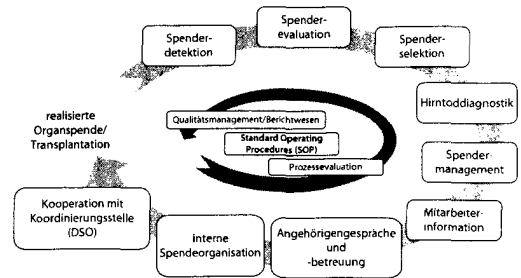 Spender-
evaluation
Spender-
detektion
Spender-
selektion
Hirntoddiagnostik
Spender-
management
Mitarbeiter-
information
Angehörigengespräche
und
-betreuung
interne
Spendeorganisation
Kooperation mit
Koordinierungsstelle
(DSO)
realisierte
Organspende/
Transplantation
Qualitätsmanagement/Berichtwesen
Standard Operating
Procedures (SOP)
Prozessevaluation